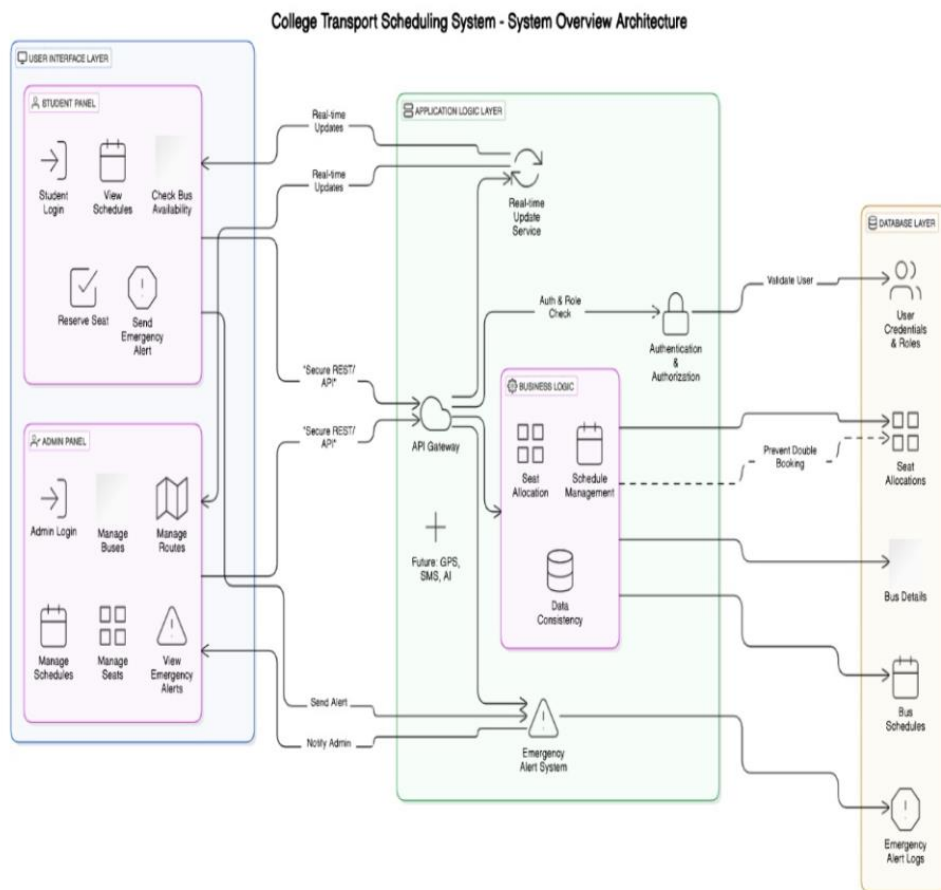 College Transport Scheduling System - System Overview Architecture
USER INTERFACE LAYER
STUDENT PANEL
Student
Login
View
Schedules
Check Bus
Availability
Reserve Seat
Send
Emergency
Alert
ADMIN PANEL
Admin Login
Manage
Buses
Manage
Routes
Manage
Schedules
Manage
Seats
View
Emergency
Alerts
Real-time
Updates
Real-time
Updates
"Secure REST/
API"
"Secure REST/
API"
Send Alert
Notify Admin
APPLICATION LOGIC LAYER
Real-time
Update
Service
Auth & Role
Check
Authentication
&
Authorization
API Gateway
Future: GPS,
SMS, AI
BUSINESS LOGIC
Seat
Allocation
Schedule
Management
Data
Consistency
Emergency
Alert System
Validate User
Prevent Double
Booking
DATABASE LAYER
User
Credentials
& Roles
Seat
Allocations
Bus Details
Bus
Schedules
Emergency
Alert Logs